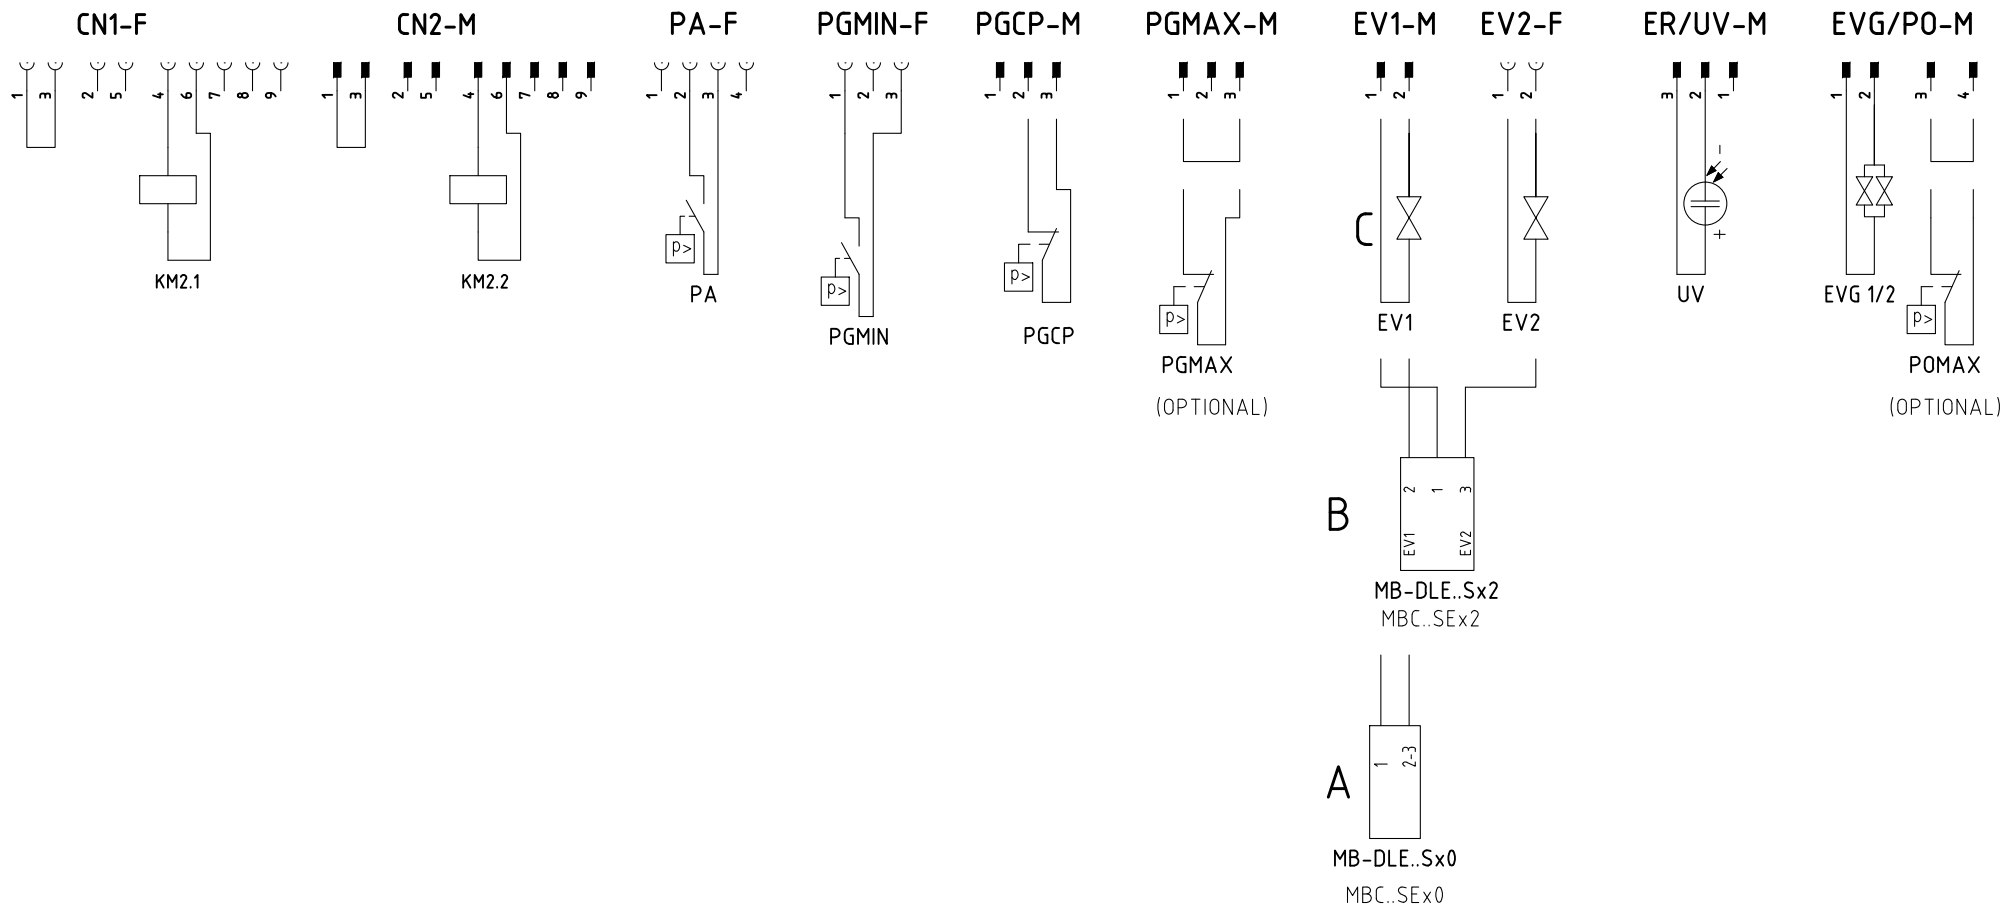 CN1-F CN2-M PA-F PGMIN-F PGCP-M PGMAX-M EV1-M EV2-F ER/UV-M EVG/PO-M
1 3 2 5 4 6 7 8 9 1 3 2 5 4 6 7 8 9 1 2 3 4 1 2 3 1 2 3 1 2 3 1 2 1 2 3 2 1 1 2 3 4
-
C
+
p> p> p> p> p>
KM2.1 KM2.2 PA UV EVG 1/2
PGMIN PGCP EV1 EV2
PGMAX POMAX
(OPTIONAL) (OPTIONAL)
2 1 3
B
EV1 EV2
MB-DLE..Sx2
MBC..SEx2
1 2-3
A
MB-DLE..Sx0
MBC..SEx0